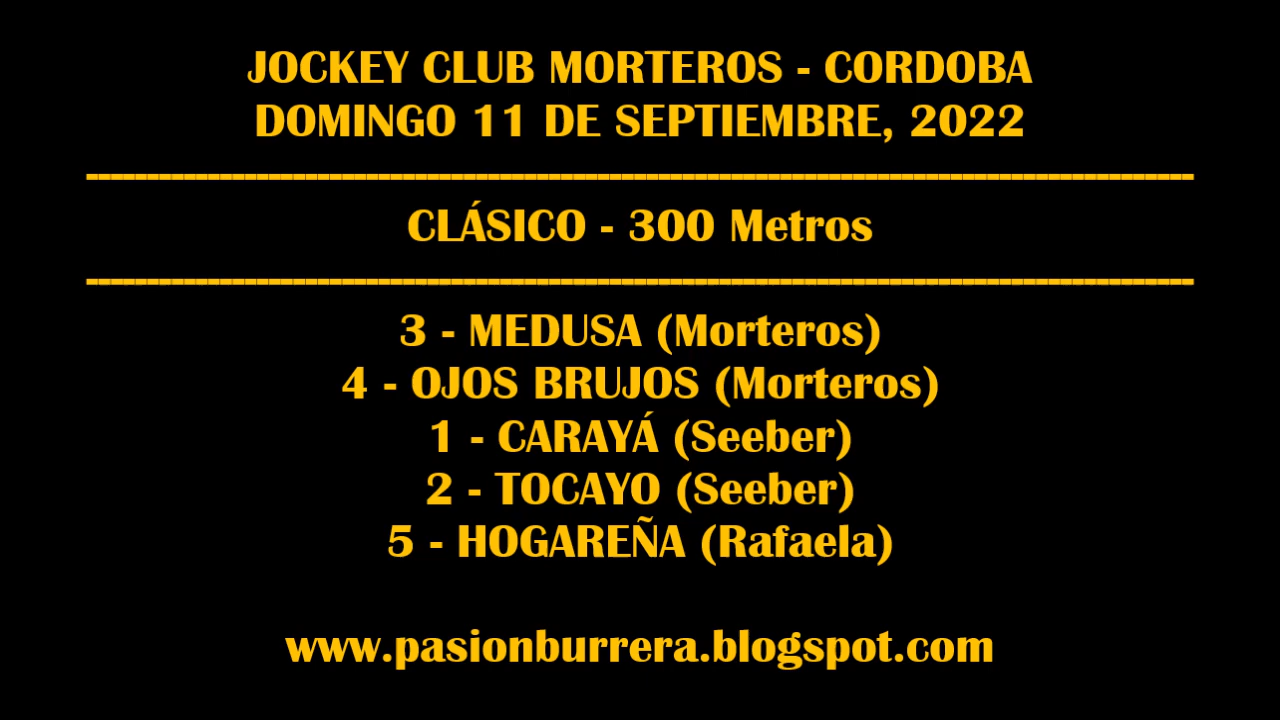 JOCKEY CLUB MORTEROS - CORDOBA
DOMINGO 11 DE SEPTIEMBRE, 2022
CLÁSICO - 300 Metros
3 - MEDUSA (Morteros)
4 - OJOS BRUJOS (Morteros)
1 - CARAYÁ (Seeber)
2 - TOCAYO (Seeber)
5 - HOGAREÑA (Rafaela)
www.pasionburrera.blogspot.com